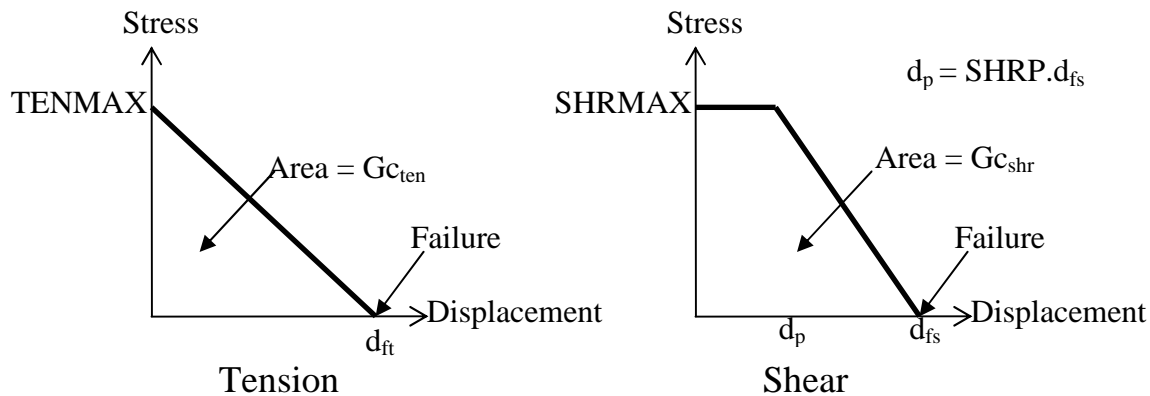 Stress
TENMAX
Area = Gc_ten
Failure
Displacement
d_ft
Tension
Stress
d_p = SHRP.d_fs
SHRMAX
Area = Gc_shr
Failure
Displacement
d_p
d_fs
Shear